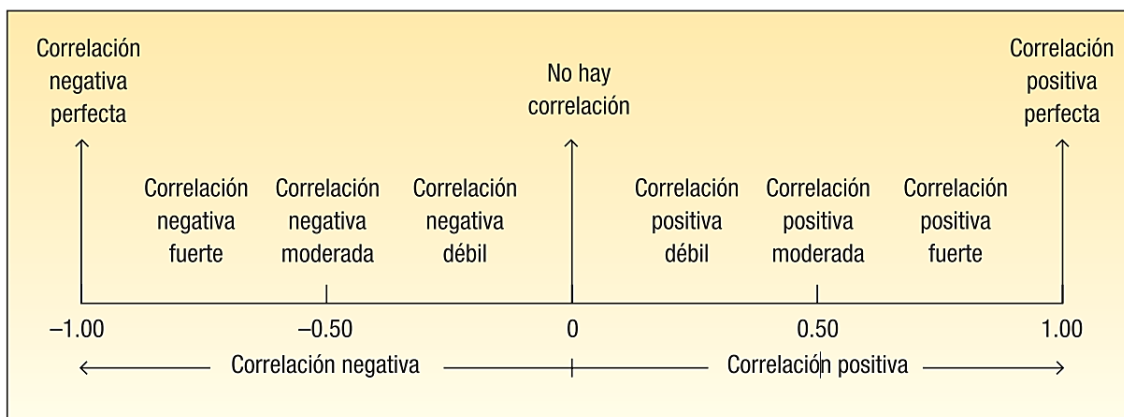 Correlación
negativa
perfecta
No hay
correlación
Correlación
positiva
perfecta
Correlación
negativa
fuerte
Correlación
negativa
moderada
Correlación
negativa
débil
Correlación
positiva
débil
Correlación
positiva
moderada
Correlación
positiva
fuerte
–1.00 –0.50 0 0.50 1.00
Correlación negativa Correlación positiva